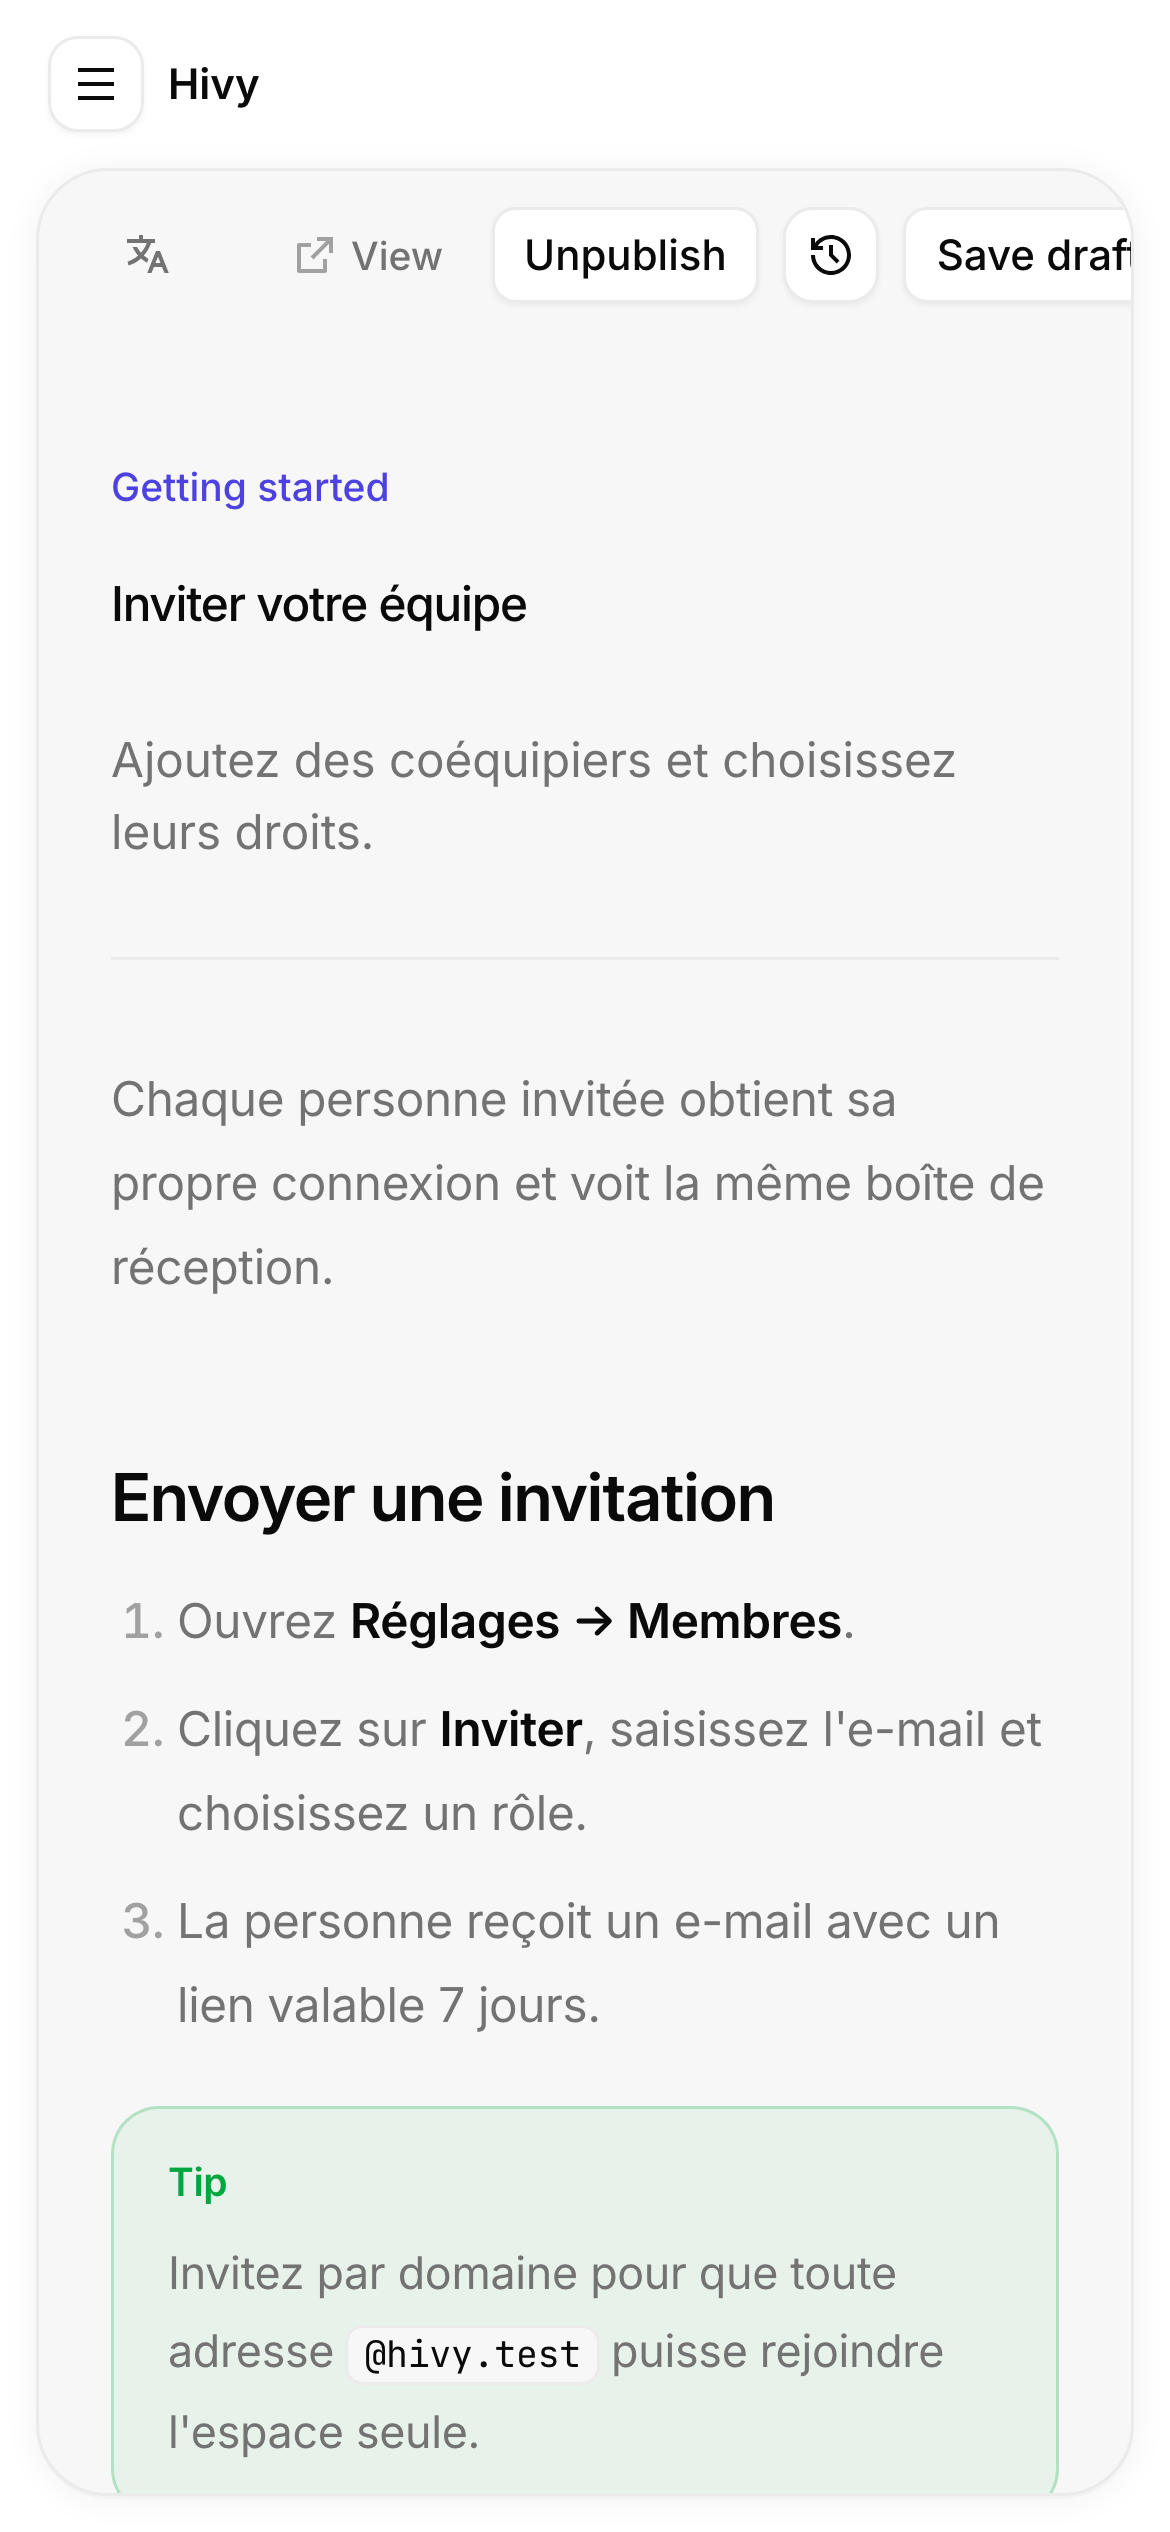 Hivy
View
Unpublish
Save draft
Getting started
Inviter votre équipe
Ajoutez des coéquipiers et choisissez
leurs droits.
Chaque personne invitée obtient sa
propre connexion et voit la même boîte de
réception.
Envoyer une invitation
1. Ouvrez Réglages → Membres.
2. Cliquez sur Inviter, saisissez l'e-mail et
choisissez un rôle.
3. La personne reçoit un e-mail avec un
lien valable 7 jours.
Tip
Invitez par domaine pour que toute
adresse @hivy.test puisse rejoindre
l'espace seule.